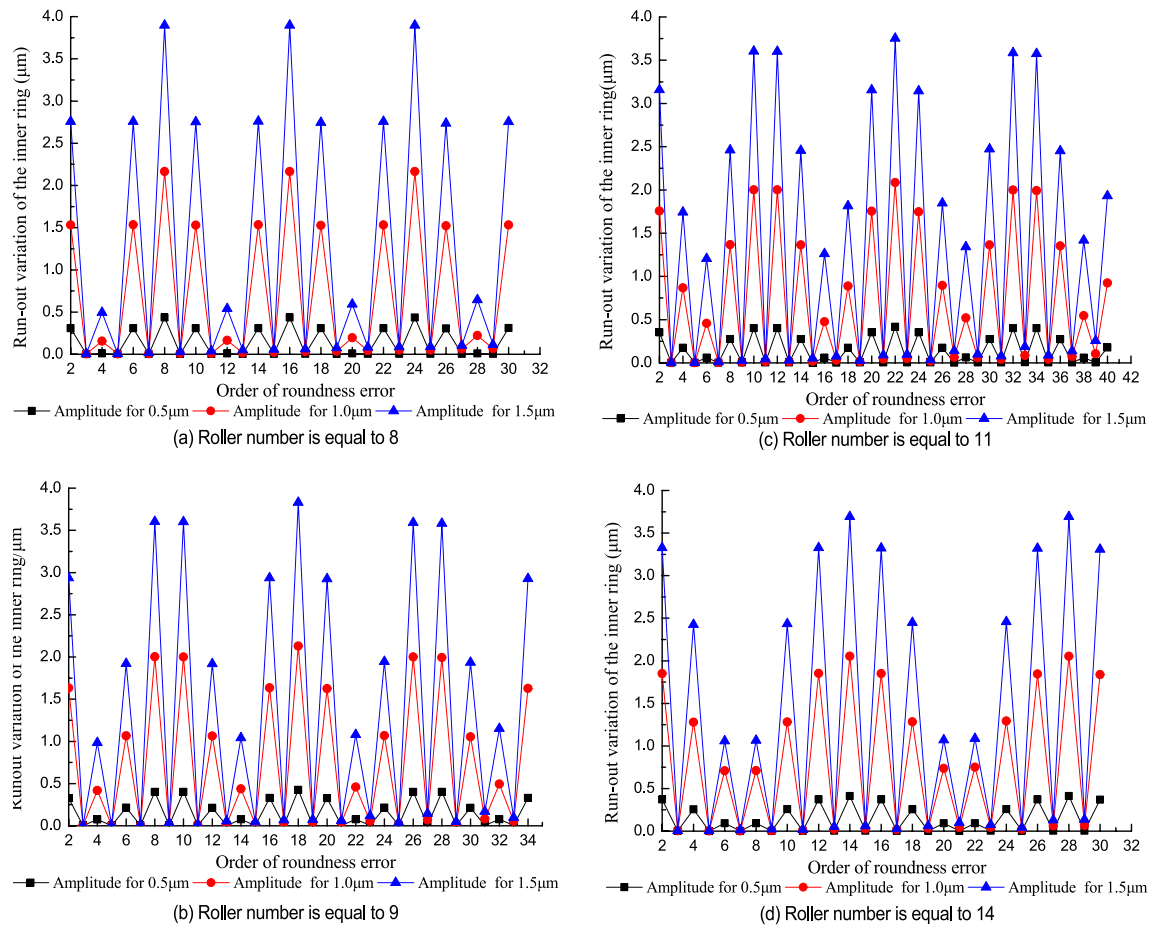 4.0
3.5
3.0
2.5
2.0
1.5
1.0
0.5
0.0
Run-out variation of the inner ring (μm)
2 4 6 8 10 12 14 16 18 20 22 24 26 28 30 32
Order of roundness error
Amplitude for 0.5μm Amplitude for 1.0μm Amplitude for 1.5μm
(a) Roller number is equal to 8
4.0
3.5
3.0
2.5
2.0
1.5
1.0
0.5
0.0
Run-out variation of the inner ring(μm)
2 4 6 8 10 12 14 16 18 20 22 24 26 28 30 32 34 36 38 40 42
Order of roundness error
Amplitude for 0.5μm Amplitude for 1.0μm Amplitude for 1.5μm
(c) Roller number is equal to 11
4.0
3.5
3.0
2.5
2.0
1.5
1.0
0.5
0.0
Runout variation of the inner ring/μm
2 4 6 8 10 12 14 16 18 20 22 24 26 28 30 32 34
Order of roundness error
Amplitude for 0.5μm Amplitude for 1.0μm Amplitude for 1.5μm
(b) Roller number is equal to 9
4.0
3.5
3.0
2.5
2.0
1.5
1.0
0.5
0.0
Run-out variation of the inner ring (μm)
2 4 6 8 10 12 14 16 18 20 22 24 26 28 30 32
Order of roundness error
Amplitude for 0.5μm Amplitude for 1.0μm Amplitude for 1.5μm
(d) Roller number is equal to 14